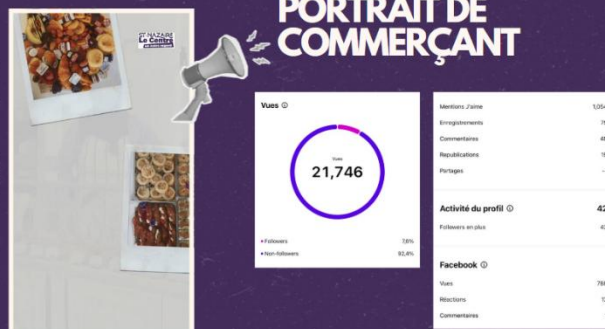 PORTRAIT DE
COMMERÇANT
ST NAZAIRE
Le Centre
Vues
Vues
21,746
Followers 7,6%
Non-followers 92,4%
Mentions J'aime
Enregistrements
Commentaires
Republications
Partages
Activité du profil
Followers en plus
Facebook
Vues
Réactions
Commentaires